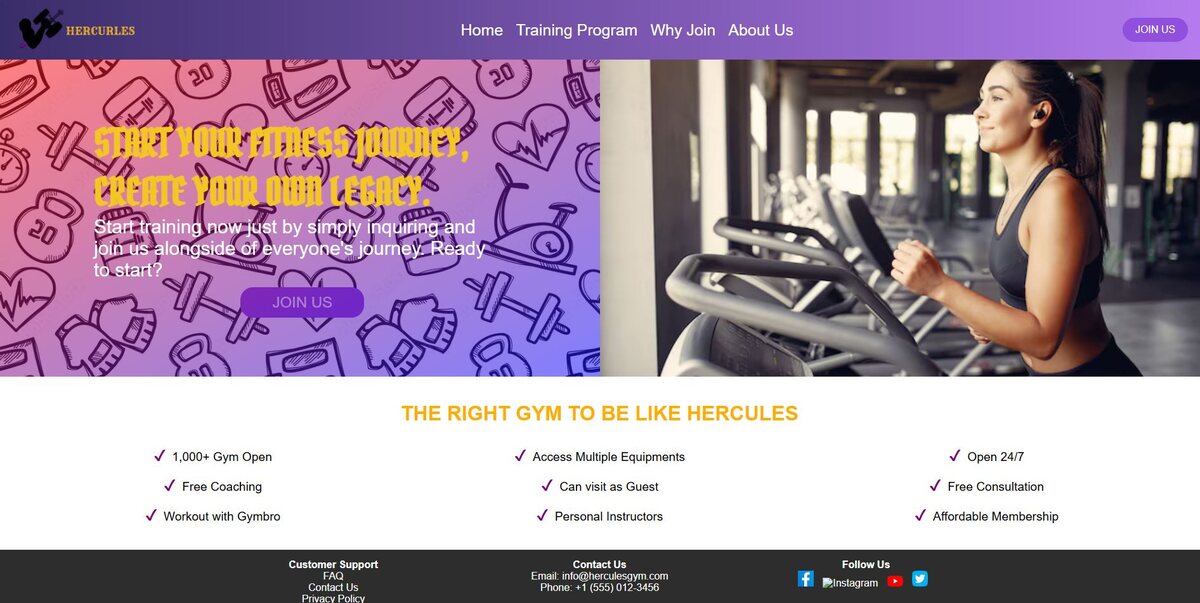 HERCURLES
Home Training Program Why Join About Us
JOIN US
START YOUR FITNESS JOURNEY,
CREATE YOUR OWN LEGACY.
Start training now just by simply inquiring and
join us alongside of everyone's journey. Ready
to start?
JOIN US
20
20
20
THE RIGHT GYM TO BE LIKE HERCULES
1,000+ Gym Open
Free Coaching
Workout with Gymbro
Access Multiple Equipments
Can visit as Guest
Personal Instructors
Open 24/7
Free Consultation
Affordable Membership
Customer Support
FAQ
Contact Us
Privacy Policy
Contact Us
Email: info@herculesgym.com
Phone: +1 (555) 012-3456
Follow Us
Instagram